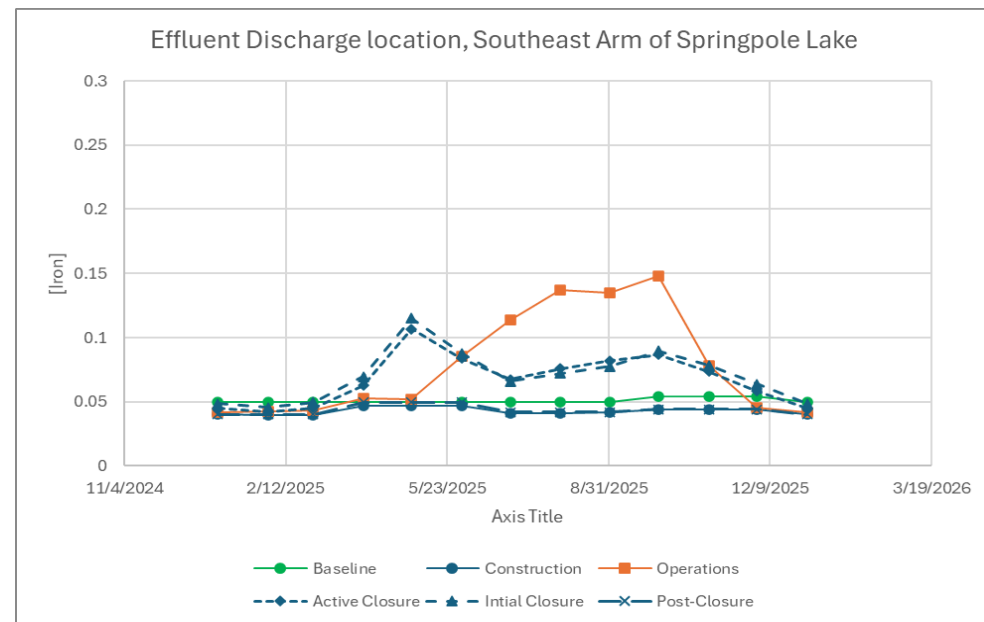 Effluent Discharge location, Southeast Arm of Springpole Lake
0.3
0.25
0.2
0.15
0.1
0.05
0
[Iron]
11/4/2024 2/12/2025 5/23/2025 8/31/2025 12/9/2025 3/19/2026
Axis Title
Baseline Construction Operations
Active Closure Intial Closure Post-Closure